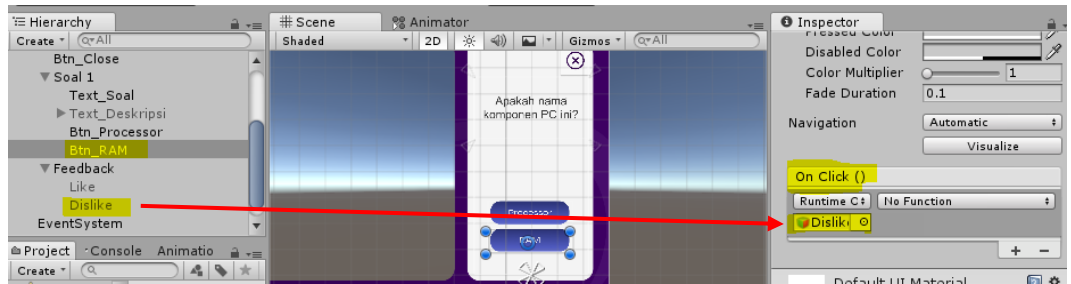 Hierarchy
Create
All
Btn_Close
Soal 1
Text_Soal
Text_Deskripsi
Btn_Processor
Btn_RAM
Feedback
Like
Dislike
EventSystem
Project
Console
Animatio
Create
Scene
Animator
Shaded
2D
Gizmos
All
Apakah nama
komponen PC ini?
Processor
RAM
Inspector
Pressed Color
Disabled Color
Color Multiplier
1
Fade Duration
0.1
Navigation
Automatic
Visualize
On Click ()
Runtime O
No Function
Dislik
+ −
Default UI Material